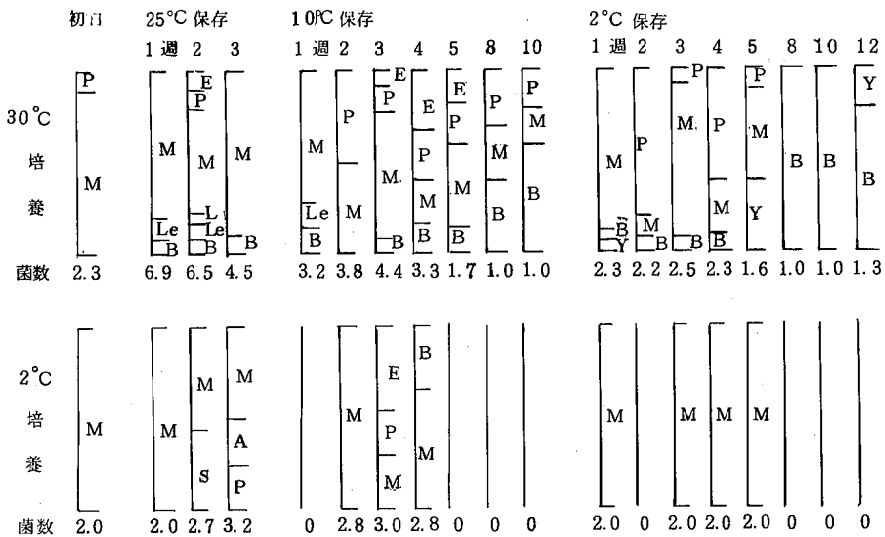 初日 25°C 保存 10°C 保存 2°C 保存
1 週 2 3 1 週 2 3 4 5 8 10 1 週 2 3 4 5 8 10 12
30°C 培養
P M
M Le B
E P M L Le B
M B
M Le B
P M
E P M B
E P M B
E P M B
P M B
P M B
M B Y
P M B
P M B
P M B
P M Y
B
B
Y B
菌数 2.3 6.9 6.5 4.5 3.2 3.8 4.4 3.3 1.7 1.0 1.0 2.3 2.2 2.5 2.3 1.6 1.0 1.0 1.3
2°C 培養
M
M
M S
M A P
M
E P M
B M
M
M
M
M
菌数 2.0 2.0 2.7 3.2 0 2.8 3.0 2.8 0 0 0 2.0 0 2.0 2.0 2.0 0 0 0